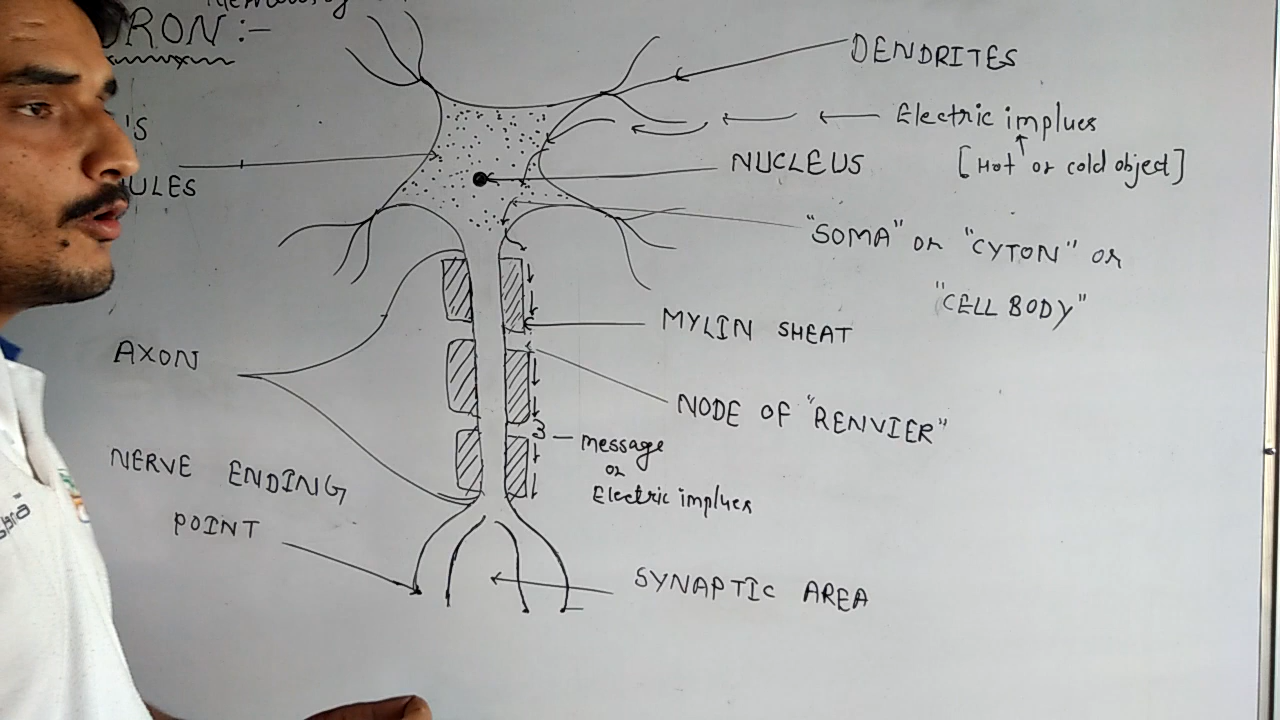 RON :-
'S
ULES
DENDRITES
Electric implues
[Hot or cold object]
NUCLEUS
"SOMA" or "CYTON" or
"CELL BODY"
MYLIN SHEAT
AXON
NODE OF "RENVIER"
Message
or
Electric implues
NERVE ENDING
POINT
SYNAPTIC AREA